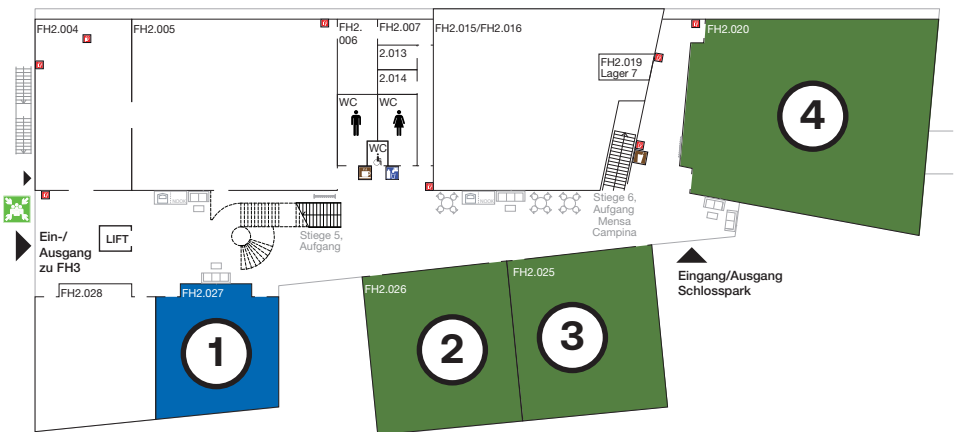 FH2.004
FH2.005
FH2.
006
FH2.007
2.013
2.014
WC
WC
WC
FH2.015/FH2.016
FH2.019
Lager 7
FH2.020
4
Ein-/
Ausgang
zu FH3
LIFT
Stiege 5,
Aufgang
Stiege 6,
Aufgang
Mensa
Campina
Eingang/Ausgang
Schlosspark
FH2.028
FH2.027
1
FH2.026
2
FH2.025
3